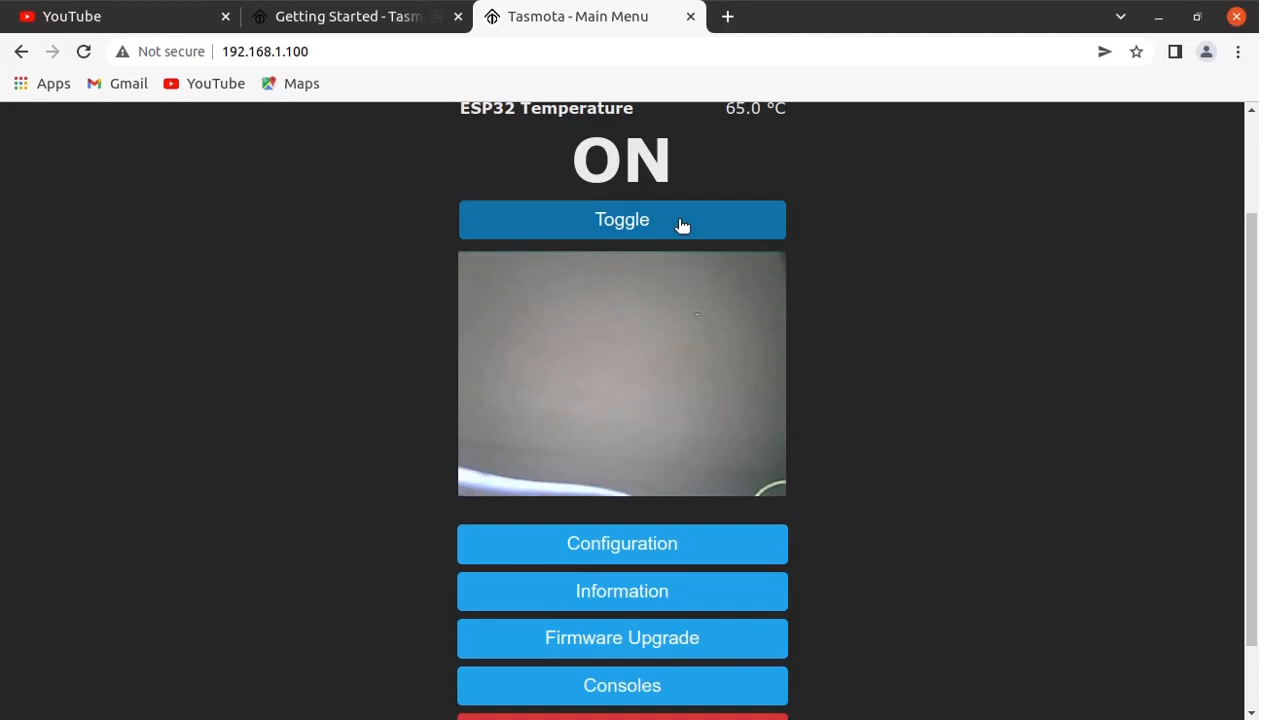 YouTube
Getting Started - Tasm
Tasmota - Main Menu
Not secure
192.168.1.100
Apps
Gmail
YouTube
Maps
ESP32 Temperature 65.0 °C
ON
Toggle
Configuration
Information
Firmware Upgrade
Consoles